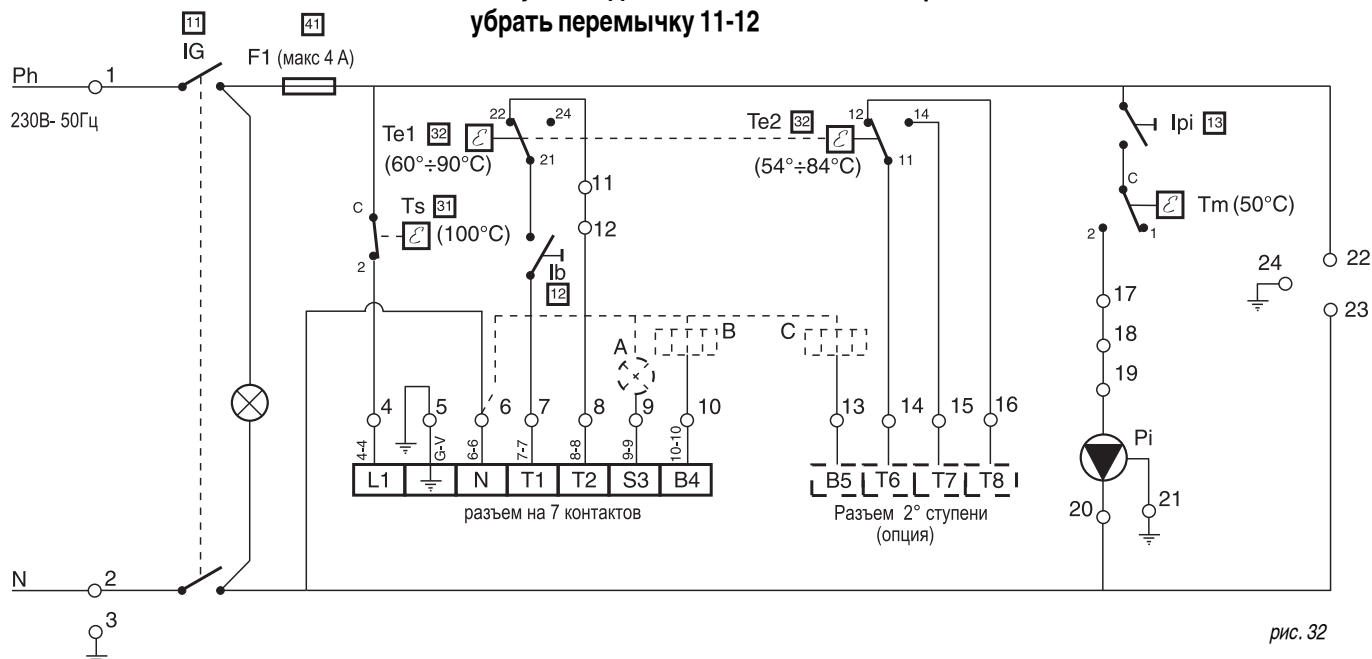 убрать перемычку 11-12
11
41
IG
F1 (макс 4 А)
Ph
1
230В- 50Гц
22
24
Te1 32 ℰ
(60°÷90°C)
21
11
12
Te2 32 ℰ
(54°÷84°C)
12
14
11
Ipi 13
C
ℰ Tm (50°C)
2
1
C
Ts 31
ℰ (100°C)
2
Ib
12
24
22
23
A
B
C
17
18
19
4
5
6
7
8
9
10
13
14
15
16
4-4
G-V
6-6
7-7
8-8
9-9
10-10
L1
N
T1
T2
S3
B4
B5
T6
T7
T8
разъем на 7 контактов
Разъем 2° ступени
(опция)
Pi
20
21
N
2
3
рис. 32